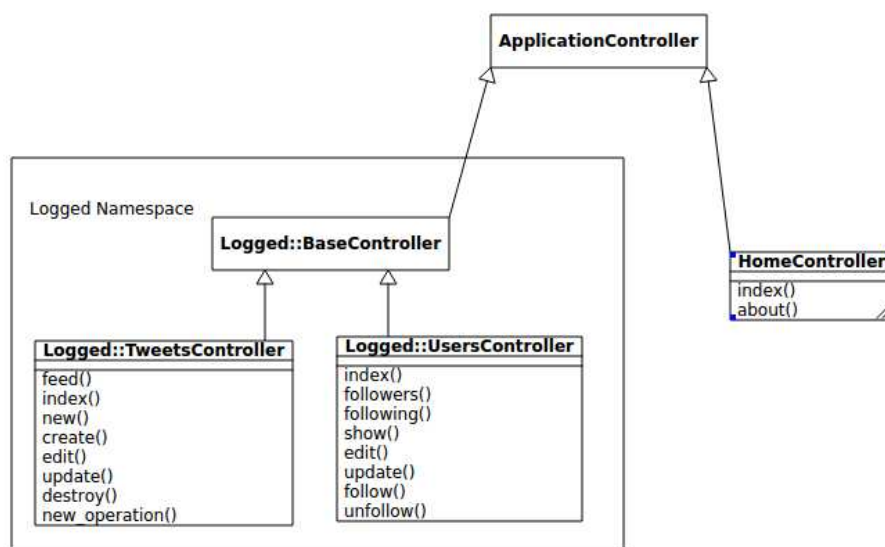 ApplicationController
Logged Namespace
Logged::BaseController
HomeController
index()
about()
Logged::TweetsController
feed()
index()
new()
create()
edit()
update()
destroy()
new_operation()
Logged::UsersController
index()
followers()
following()
show()
edit()
update()
follow()
unfollow()